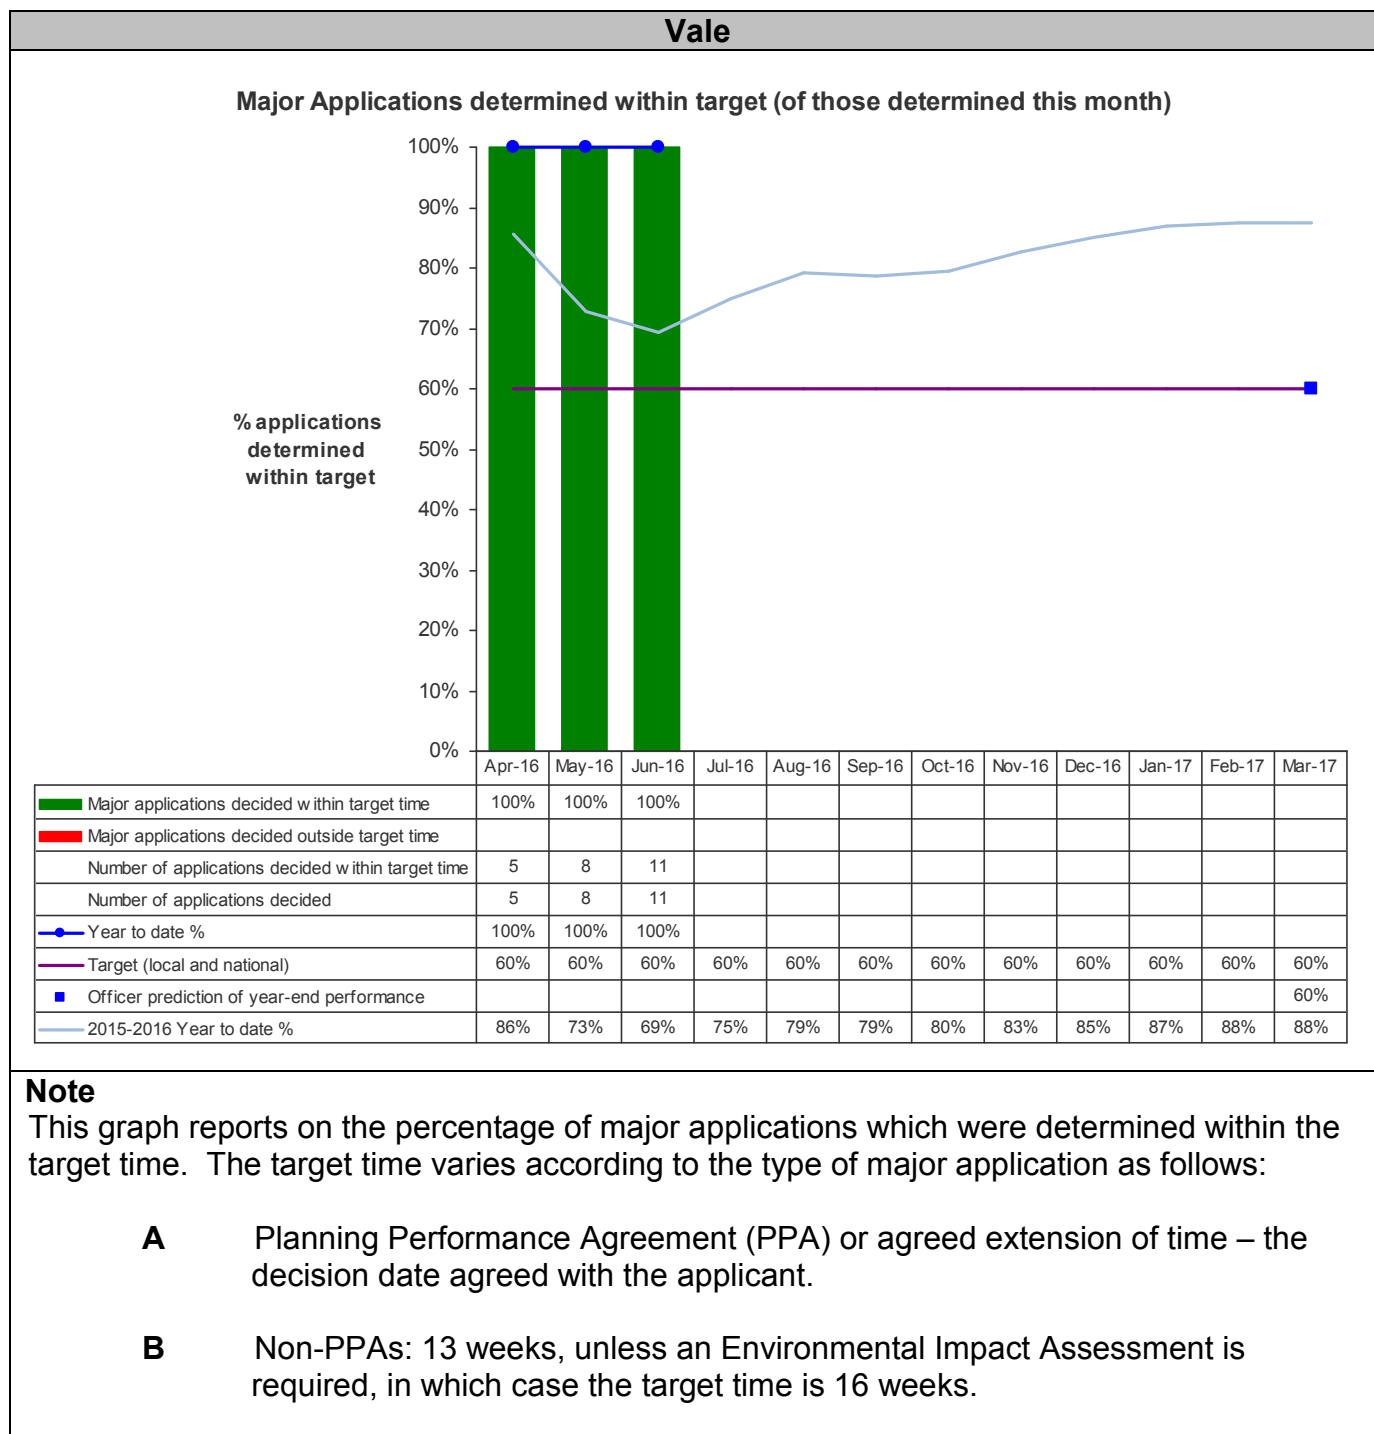 Vale
Major Applications determined within target (of those determined this month)
100%
90%
80%
70%
60%
50%
40%
30%
20%
10%
0%
% applications
determined
within target
Apr-16 May-16 Jun-16 Jul-16 Aug-16 Sep-16 Oct-16 Nov-16 Dec-16 Jan-17 Feb-17 Mar-17
Major applications decided within target time 100% 100% 100%
Major applications decided outside target time
Number of applications decided within target time 5 8 11
Number of applications decided 5 8 11
Year to date % 100% 100% 100%
Target (local and national) 60% 60% 60% 60% 60% 60% 60% 60% 60% 60% 60% 60%
Officer prediction of year-end performance 60%
2015-2016 Year to date % 86% 73% 69% 75% 79% 79% 80% 83% 85% 87% 88% 88%
Note
This graph reports on the percentage of major applications which were determined within the
target time. The target time varies according to the type of major application as follows:
A Planning Performance Agreement (PPA) or agreed extension of time – the
decision date agreed with the applicant.
B Non-PPAs: 13 weeks, unless an Environmental Impact Assessment is
required, in which case the target time is 16 weeks.